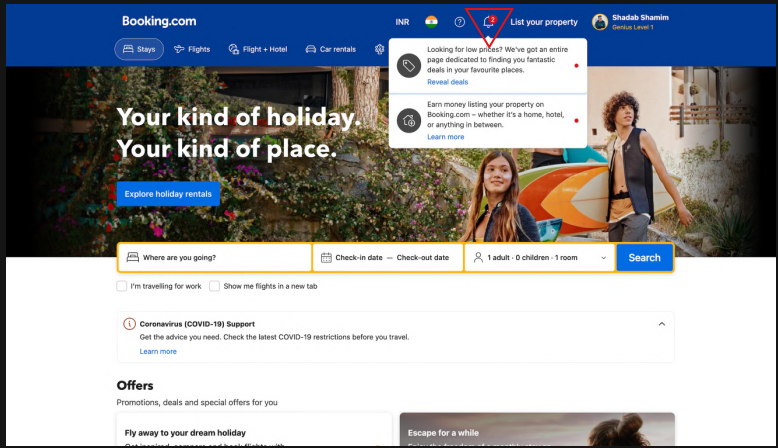 Booking.com
INR
2
List your property
Shadab Shamim
Genius Level 1
Stays
Flights
Flight + Hotel
Car rentals
Looking for low prices? We've got an entire
page dedicated to finding you fantastic
deals in your favourite places.
Reveal deals
Earn money listing your property on
Booking.com – whether it's a home, hotel,
or anything in between.
Learn more
Your kind of holiday.
Your kind of place.
Explore holiday rentals
Where are you going?
Check-in date — Check-out date
1 adult · 0 children · 1 room
Search
I'm travelling for work
Show me flights in a new tab
Coronavirus (COVID-19) Support
Get the advice you need. Check the latest COVID-19 restrictions before you travel.
Learn more
Offers
Promotions, deals and special offers for you
Fly away to your dream holiday
Escape for a while